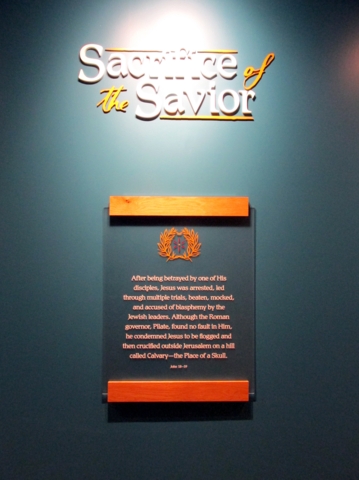 Sacrifice of
the Savior
After being betrayed by one of His
disciples, Jesus was arrested, led
through multiple trials, beaten, mocked,
and accused of blasphemy by the
Jewish leaders. Although the Roman
governor, Pilate, found no fault in Him,
he condemned Jesus to be flogged and
then crucified outside Jerusalem on a hill
called Calvary—the Place of a Skull.
John 18–19